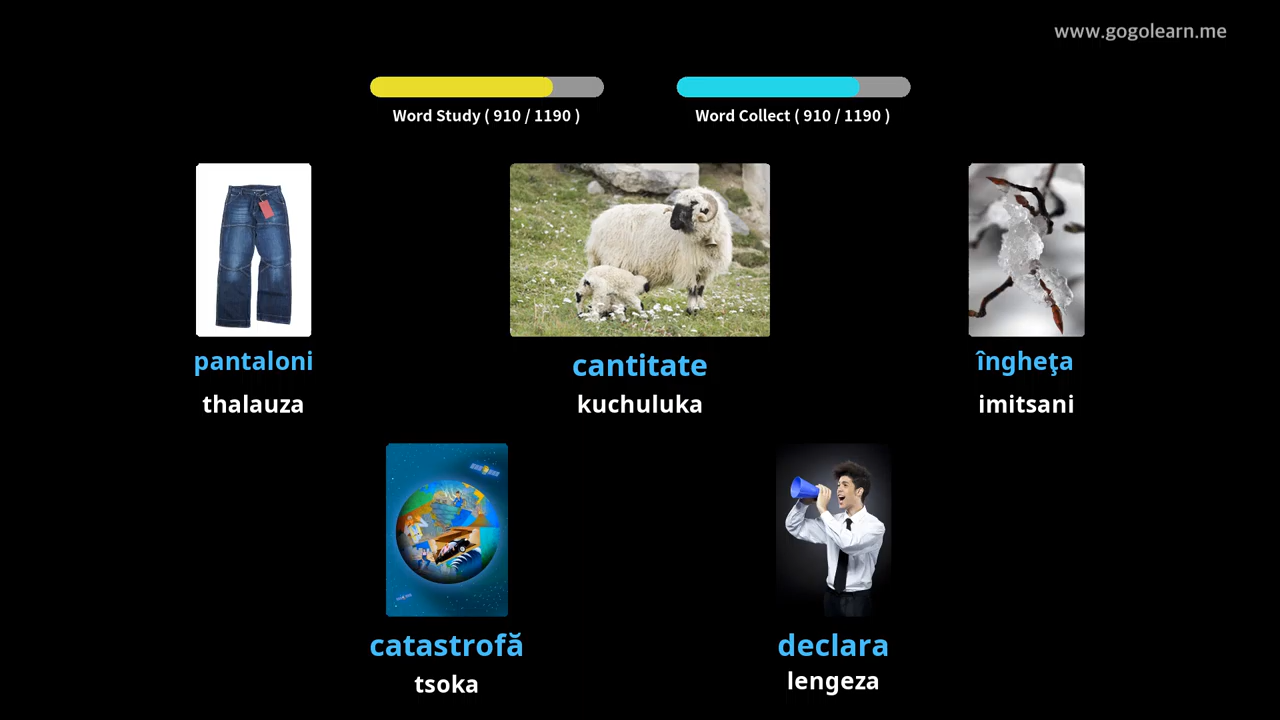 www.gogolearn.me
Word Study ( 910 / 1190 )
Word Collect ( 910 / 1190 )
pantaloni
thalauza
cantitate
kuchuluka
îngheţa
imitsani
catastrofă
tsoka
declara
lengeza